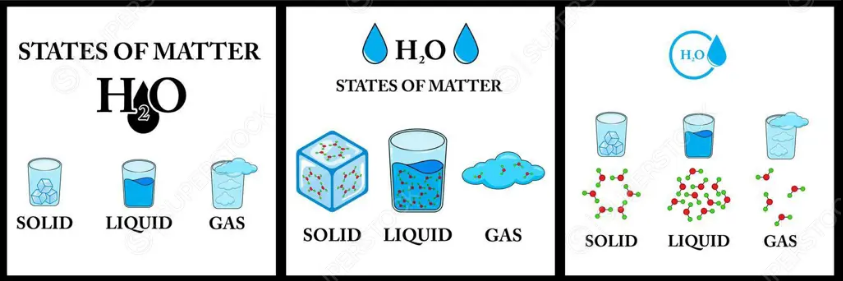 STATES OF MATTER
H2O
SOLID LIQUID GAS
H₂O
STATES OF MATTER
SOLID LIQUID GAS
H₂O
SOLID LIQUID GAS